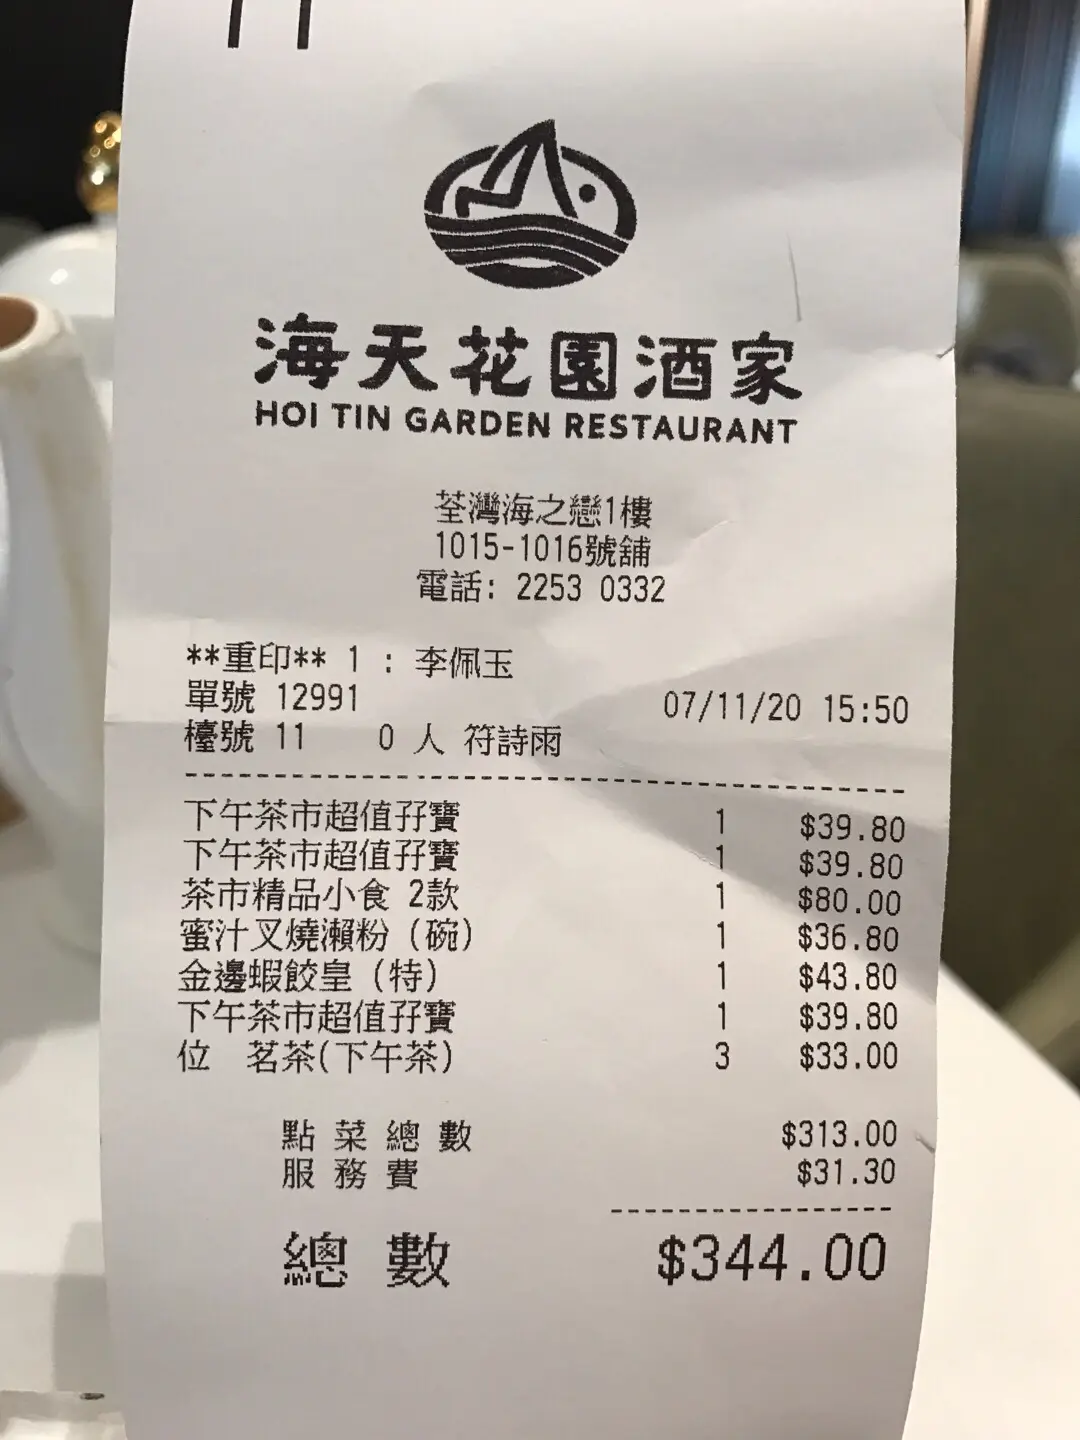 海天花園酒家
HOI TIN GARDEN RESTAURANT
荃灣海之戀1樓
1015-1016號舖
電話: 2253 0332
**重印** 1 : 李佩玉
單號 12991 07/11/20 15:50
檯號 11 0 人 符詩雨
下午茶市超值孖寶 1 $39.80
下午茶市超值孖寶 1 $39.80
茶市精品小食 2款 1 $80.00
蜜汁叉燒瀨粉 (碗) 1 $36.80
金邊蝦餃皇 (特) 1 $43.80
下午茶市超值孖寶 1 $39.80
位 茗茶(下午茶) 3 $33.00
點菜總數 $313.00
服務費 $31.30
總數 $344.00